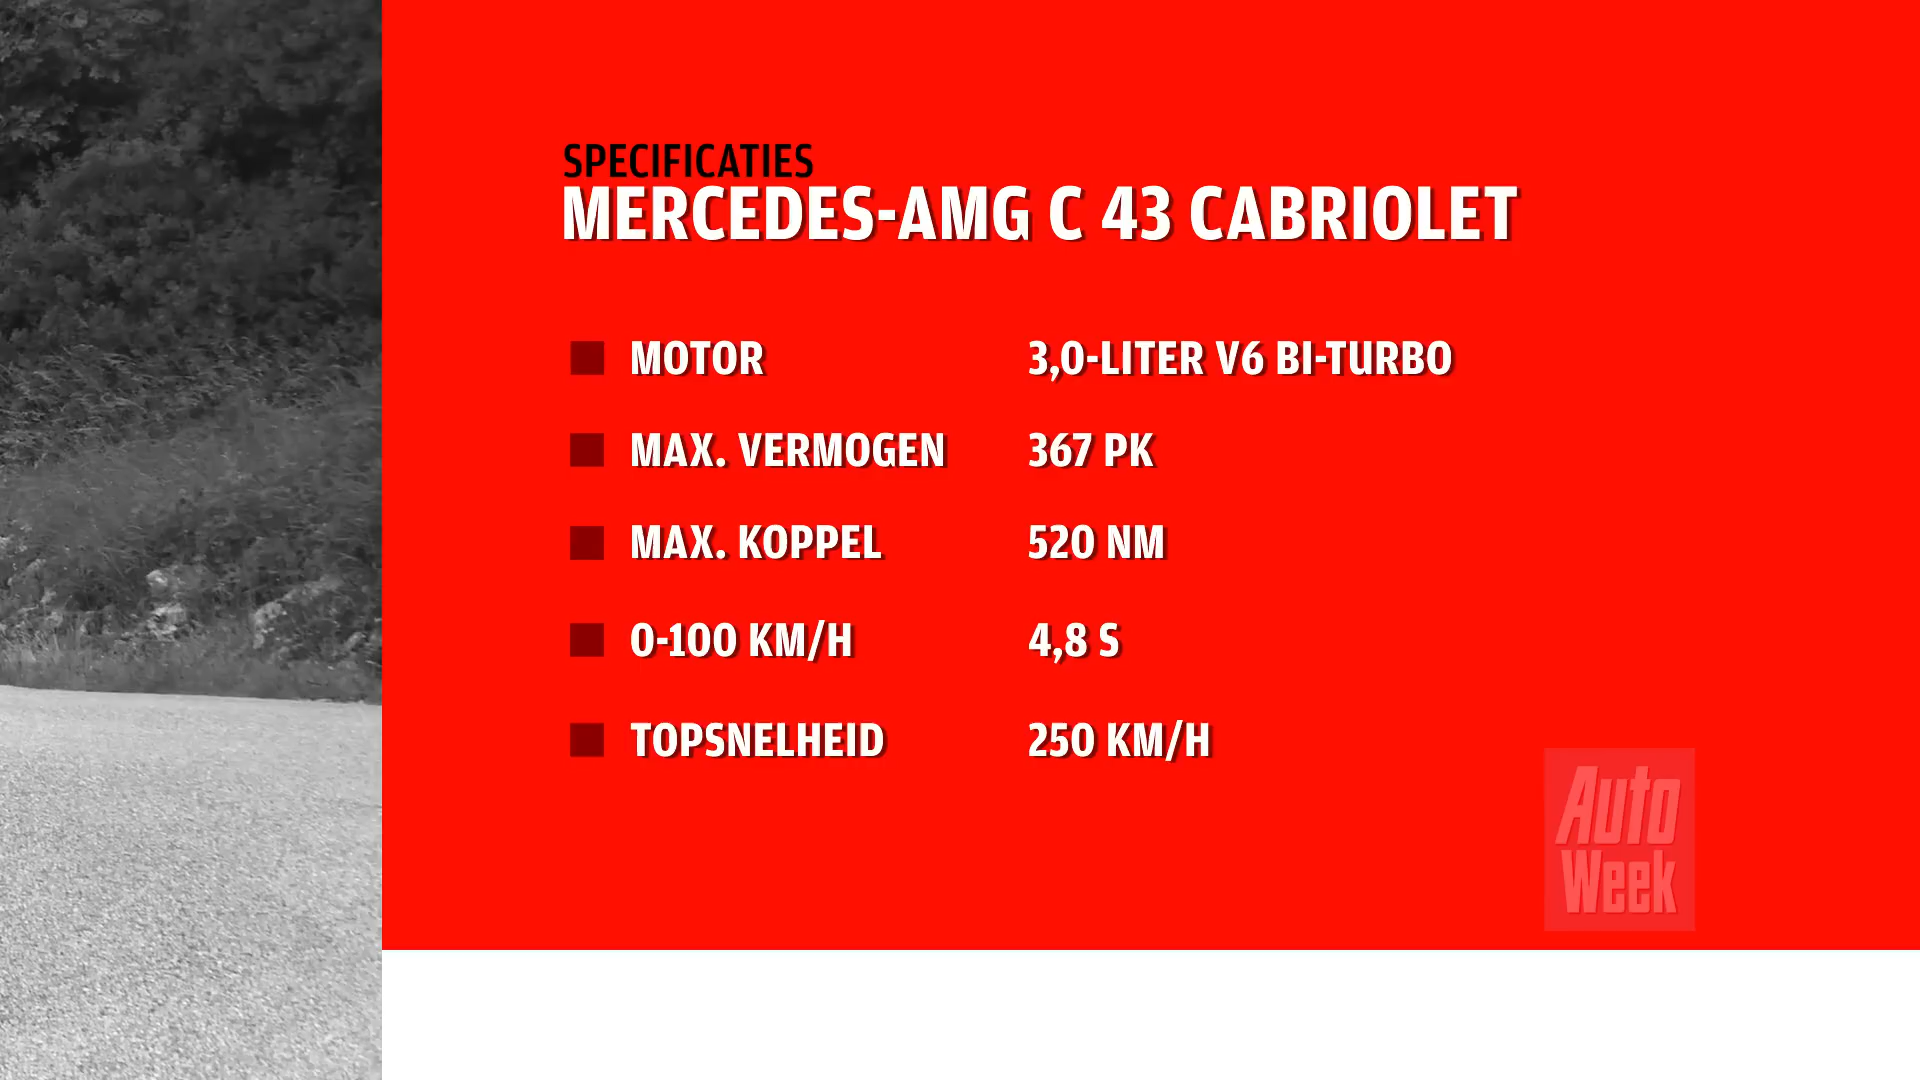 SPECIFICATIES
MERCEDES-AMG C 43 CABRIOLET
MOTOR 3,0-LITER V6 BI-TURBO
MAX. VERMOGEN 367 PK
MAX. KOPPEL 520 NM
0-100 KM/H 4,8 S
TOPSNELHEID 250 KM/H
Auto
Week